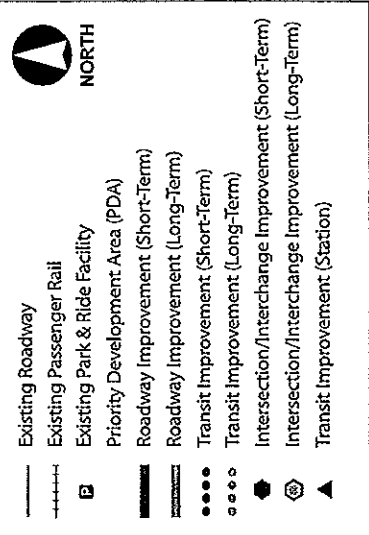 NORTH
Existing Roadway
Existing Passenger Rail
P Existing Park & Ride Facility
Priority Development Area (PDA)
Roadway Improvement (Short-Term)
Roadway Improvement (Long-Term)
Transit Improvement (Short-Term)
Transit Improvement (Long-Term)
Intersection/Interchange Improvement (Short-Term)
Intersection/Interchange Improvement (Long-Term)
Transit Improvement (Station)